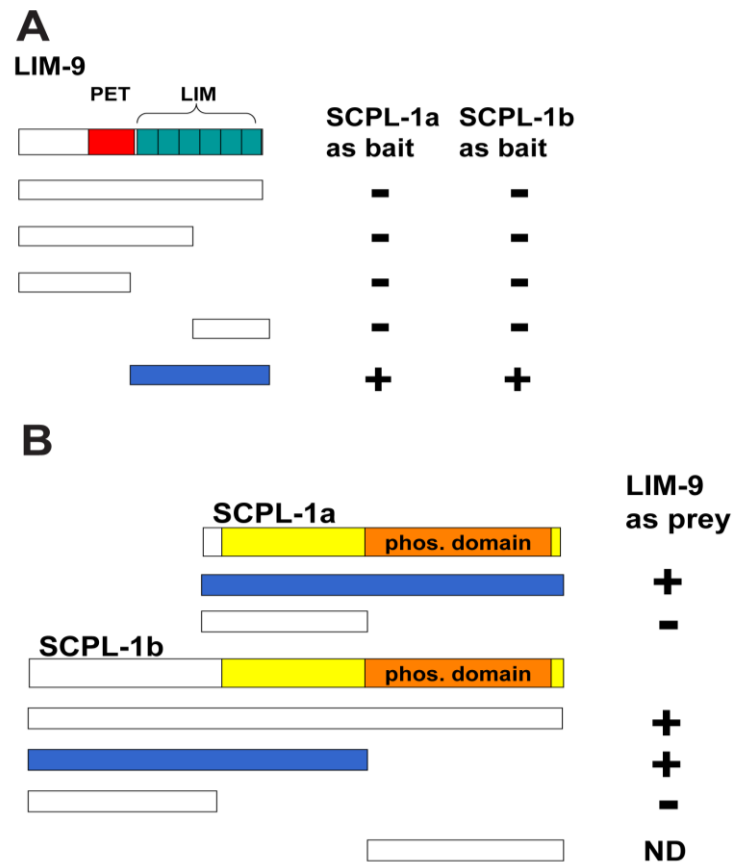 A
LIM-9
PET LIM
SCPL-1a as bait
SCPL-1b as bait
- -
- -
- -
- -
+ +
B
LIM-9 as prey
SCPL-1a
phos. domain
+
-
SCPL-1b
phos. domain
+
+
-
ND